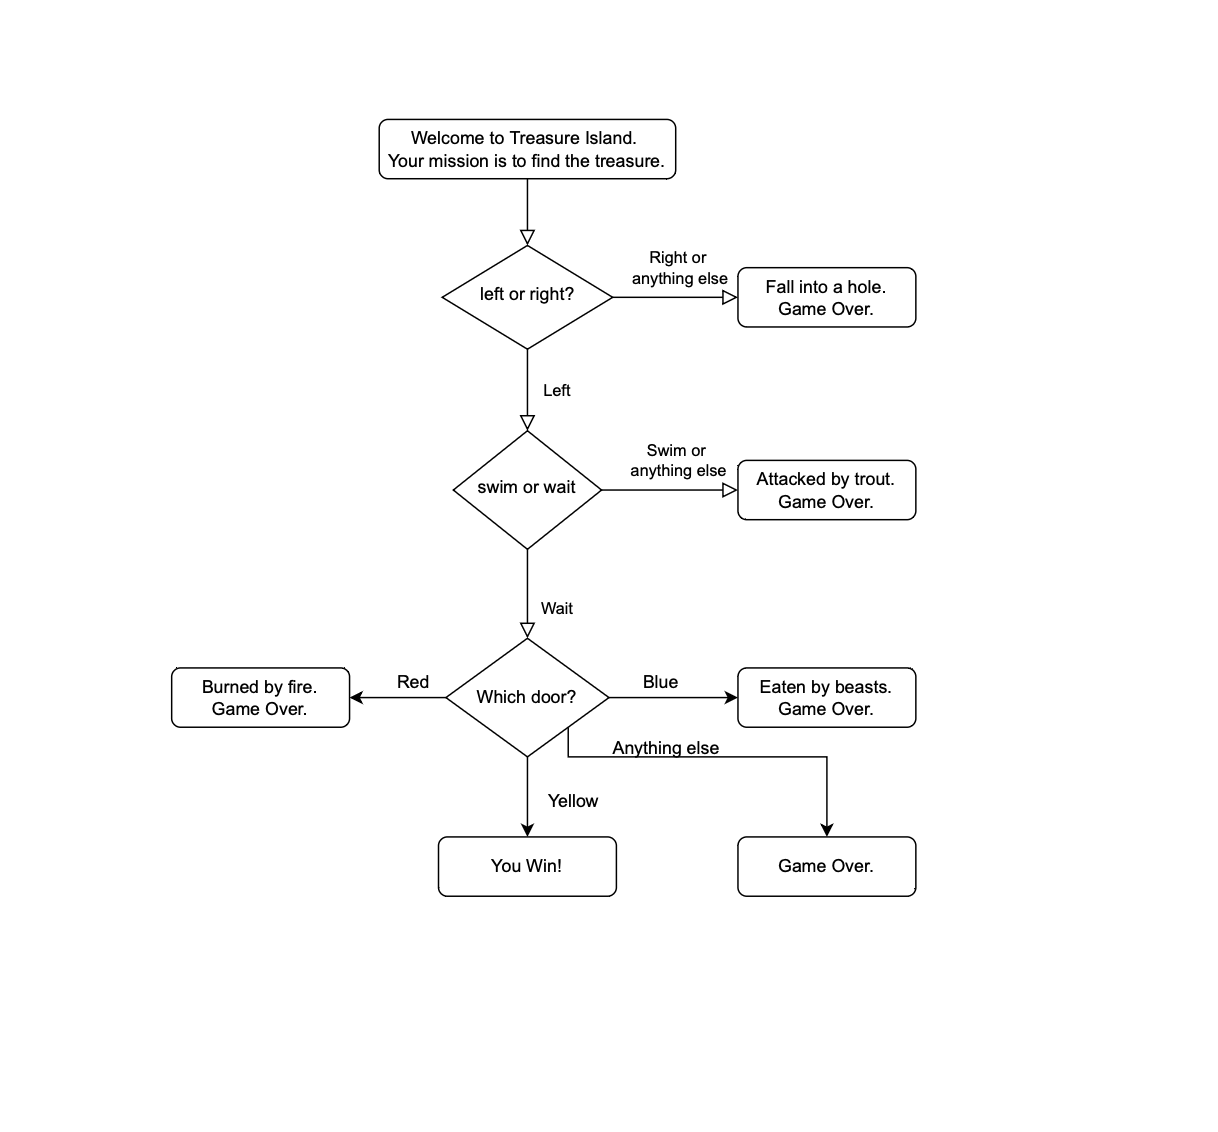 Welcome to Treasure Island.
Your mission is to find the treasure.
left or right?
Right or
anything else
Fall into a hole.
Game Over.
Left
swim or wait
Swim or
anything else
Attacked by trout.
Game Over.
Wait
Which door?
Red
Burned by fire.
Game Over.
Blue
Eaten by beasts.
Game Over.
Anything else
Yellow
You Win!
Game Over.